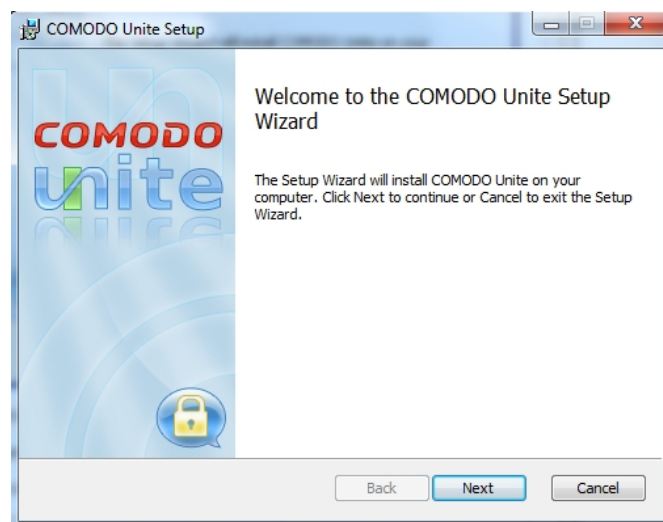 COMODO Unite Setup
COMODO
unite
Welcome to the COMODO Unite Setup
Wizard
The Setup Wizard will install COMODO Unite on your
computer. Click Next to continue or Cancel to exit the Setup
Wizard.
Back
Next
Cancel